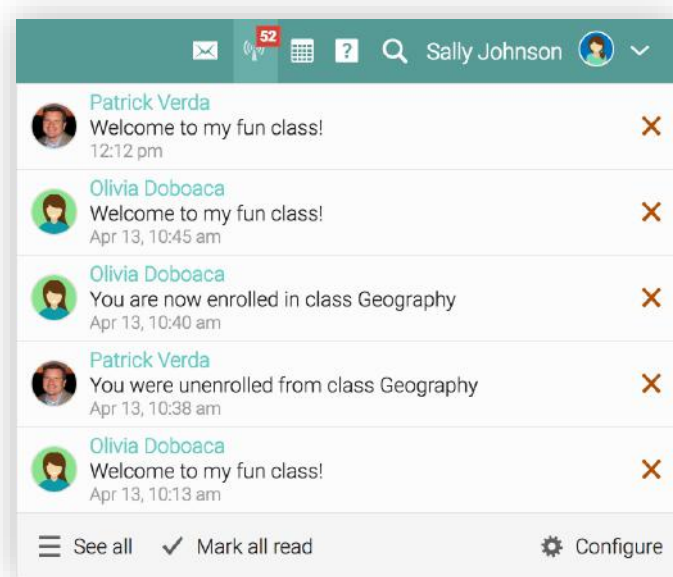 52
? Sally Johnson
Patrick Verda
Welcome to my fun class!
12:12 pm
Olivia Doboaca
Welcome to my fun class!
Apr 13, 10:45 am
Olivia Doboaca
You are now enrolled in class Geography
Apr 13, 10:40 am
Patrick Verda
You were unenrolled from class Geography
Apr 13, 10:38 am
Olivia Doboaca
Welcome to my fun class!
Apr 13, 10:13 am
See all Mark all read Configure